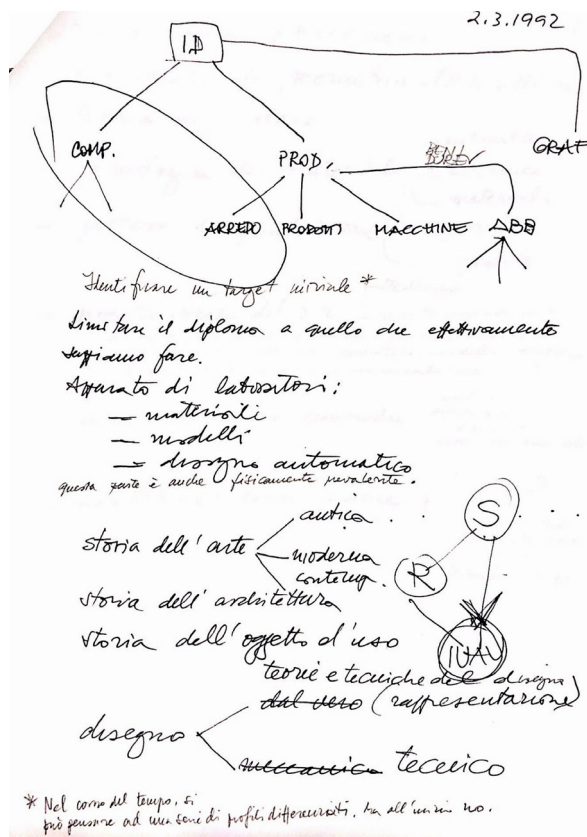 2.3.1992
I.D
COMP.
PROD.
GRAF
ARREDO PRODOTTI MACCHINE ABB
Identificare un target iniziale *
Limitare il diploma a quello che effettivamente
sappiamo fare.
Apparato di laboratori:
— materiali
— modelli
— disegno automatico
questa parte è anche fisicamente prevalente.
antica . . .
S
storia dell'arte
moderna
contemp.
R
storia dell'architettura
storia dell'oggetto d'uso
IUAV
teorie e tecniche del disegno
dal vero (rappresentazione)
disegno
meccanico tecnico
* Nel corso del tempo, si
può pensare ad una serie di profili differenziati, ma all'inizio no.